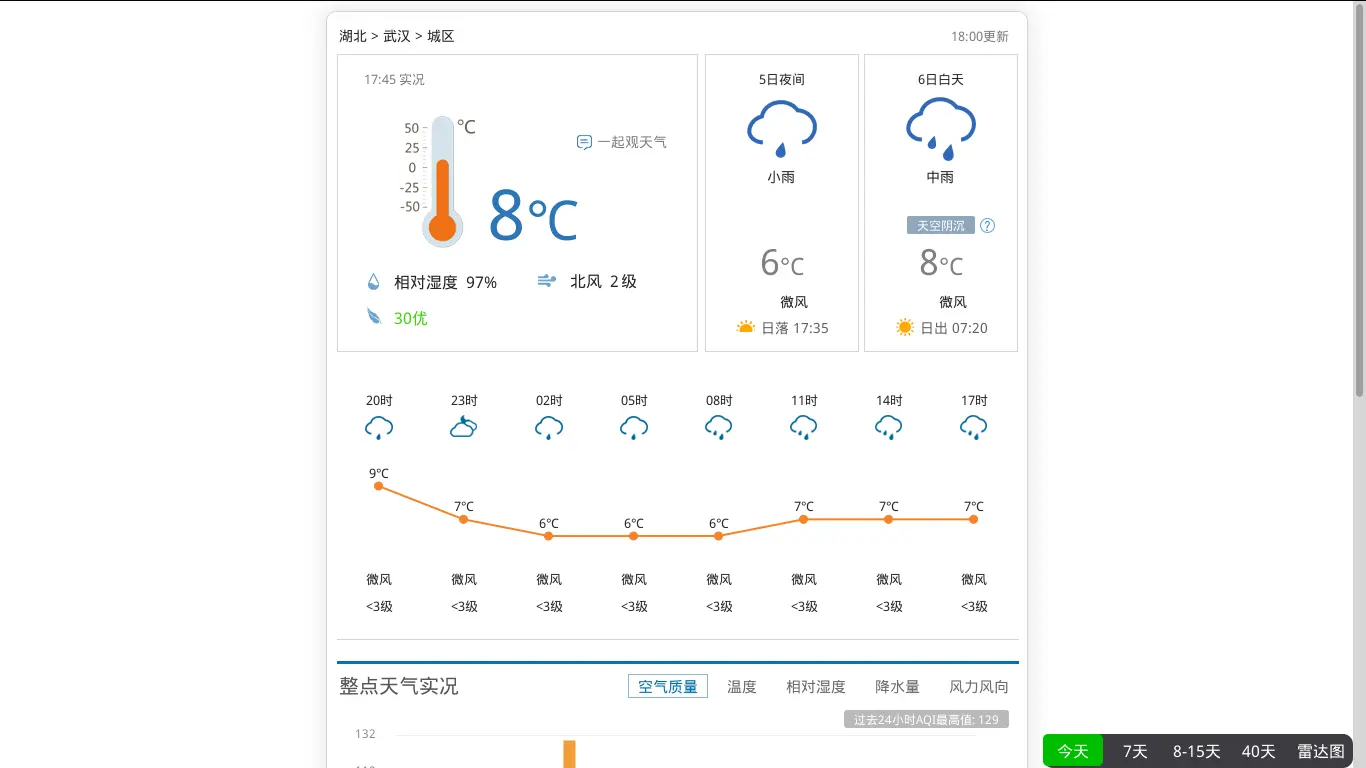 湖北 > 武汉 > 城区
18:00更新
17:45 实况
一起观天气
℃
50
25
0
-25
-50
8℃
相对湿度 97%
北风 2级
30优
5日夜间
小雨
6℃
微风
日落 17:35
6日白天
中雨
天空阴沉 ?
8℃
微风
日出 07:20
20时 23时 02时 05时 08时 11时 14时 17时
9℃ 7℃ 6℃ 6℃ 6℃ 7℃ 7℃ 7℃
微风 微风 微风 微风 微风 微风 微风 微风
<3级 <3级 <3级 <3级 <3级 <3级 <3级 <3级
整点天气实况
空气质量 温度 相对湿度 降水量 风力风向
过去24小时AQI最高值: 129
132
今天 7天 8-15天 40天 雷达图